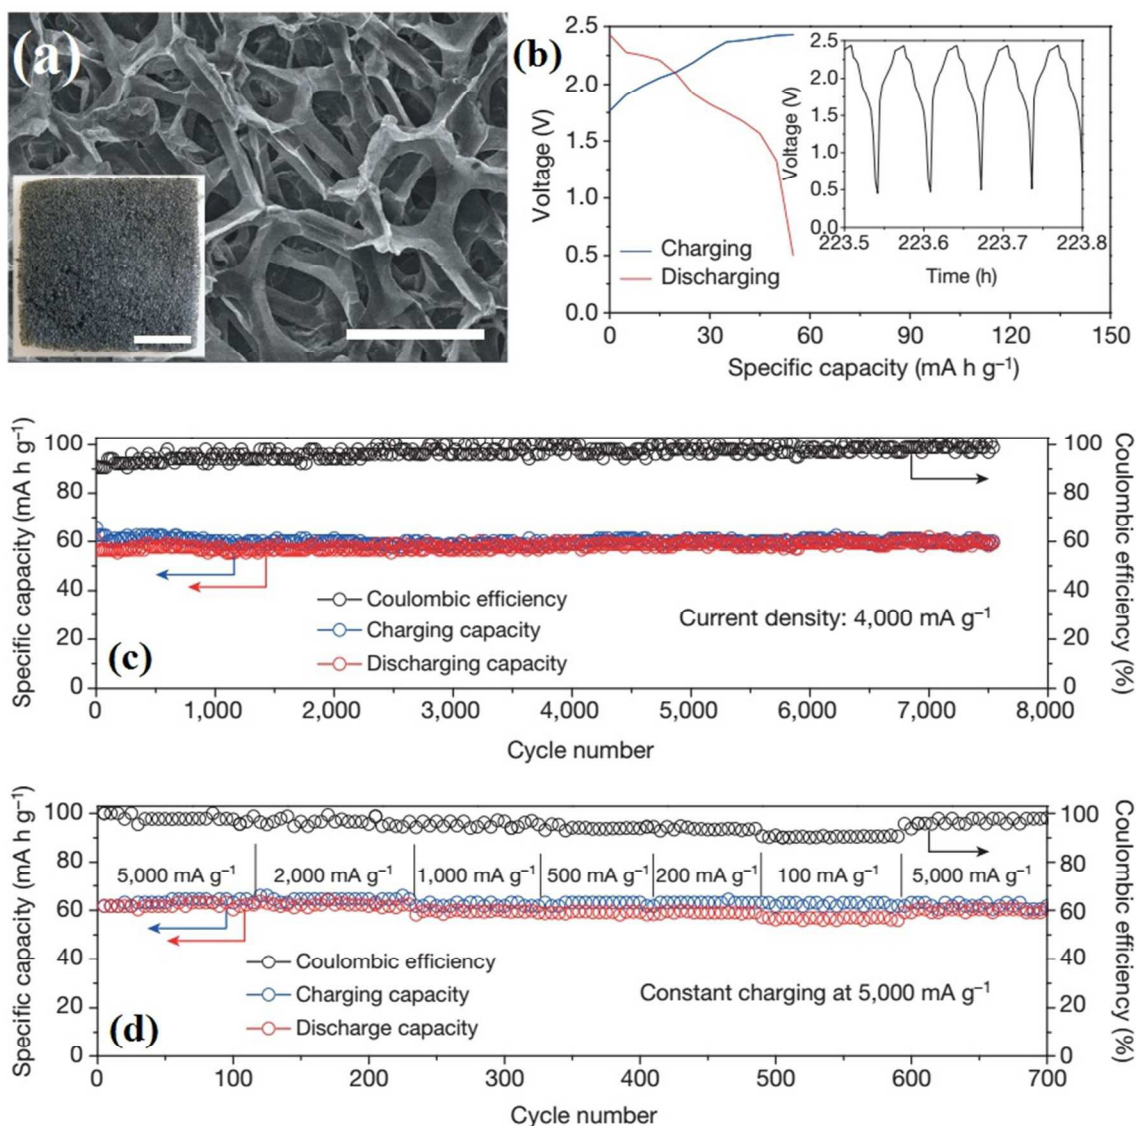 (a)
(b)
2.5
2.0
1.5
1.0
0.5
0.0
Voltage (V)
Charging
Discharging
0
30
60
90
120
150
Specific capacity (mA h g–1)
2.5
2.0
1.5
1.0
0.5
0.0
Voltage (V)
223.5
223.6
223.7
223.8
Time (h)
Specific capacity (mA h g–1)
100
80
60
40
20
0
100
80
60
40
20
0
Coulombic efficiency (%)
Coulombic efficiency
Charging capacity
Discharging capacity
Current density: 4,000 mA g–1
(c)
0
1,000
2,000
3,000
4,000
5,000
6,000
7,000
8,000
Cycle number
Specific capacity (mA h g–1)
100
80
60
40
20
0
100
80
60
40
20
0
Coulombic efficiency (%)
5,000 mA g–1
2,000 mA g–1
1,000 mA g–1
500 mA g–1
200 mA g–1
100 mA g–1
5,000 mA g–1
Coulombic efficiency
Charging capacity
Discharge capacity
Constant charging at 5,000 mA g–1
(d)
0
100
200
300
400
500
600
700
Cycle number